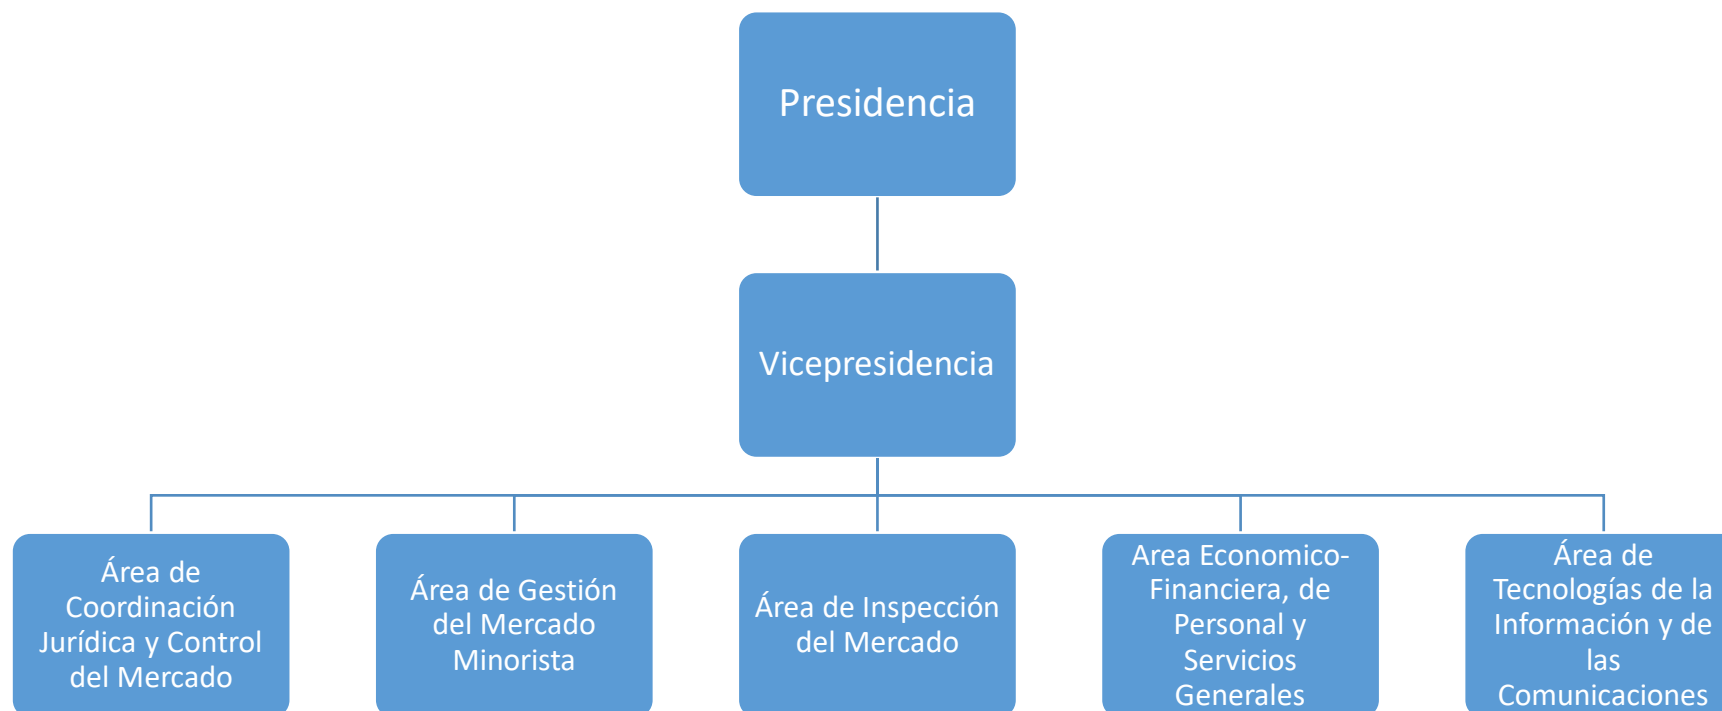 Presidencia
Vicepresidencia
Área de
Coordinación
Jurídica y Control
del Mercado
Área de Gestión
del Mercado
Minorista
Área de Inspección
del Mercado
Area Economico-
Financiera, de
Personal y
Servicios
Generales
Área de
Tecnologías de la
Información y de
las
Comunicaciones